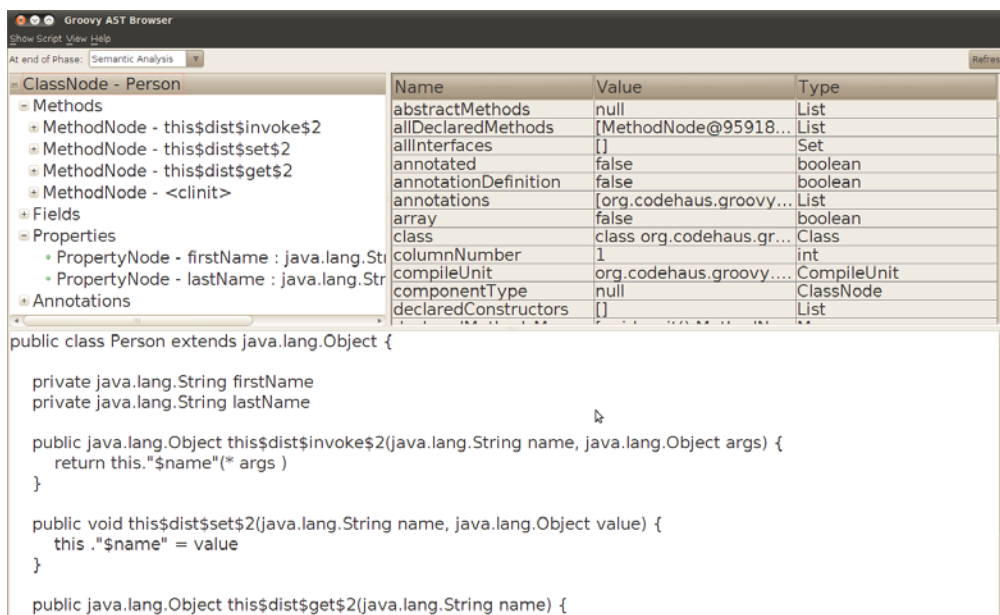 Groovy AST Browser
Show Script View Help
At end of Phase: Semantic Analysis
Refres
ClassNode - Person
Methods
MethodNode - this$dist$invoke$2
MethodNode - this$dist$set$2
MethodNode - this$dist$get$2
MethodNode - <clinit>
Fields
Properties
PropertyNode - firstName : java.lang.Str
PropertyNode - lastName : java.lang.Str
Annotations
Name Value Type
abstractMethods null List
allDeclaredMethods [MethodNode@95918... List
allInterfaces [] Set
annotated false boolean
annotationDefinition false boolean
annotations [org.codehaus.groovy... List
array false boolean
class class org.codehaus.gr... Class
columnNumber 1 int
compileUnit org.codehaus.groovy.... CompileUnit
componentType null ClassNode
declaredConstructors [] List
public class Person extends java.lang.Object {
private java.lang.String firstName
private java.lang.String lastName
public java.lang.Object this$dist$invoke$2(java.lang.String name, java.lang.Object args) {
return this."$name"(* args )
}
public void this$dist$set$2(java.lang.String name, java.lang.Object value) {
this ."$name" = value
}
public java.lang.Object this$dist$get$2(java.lang.String name) {